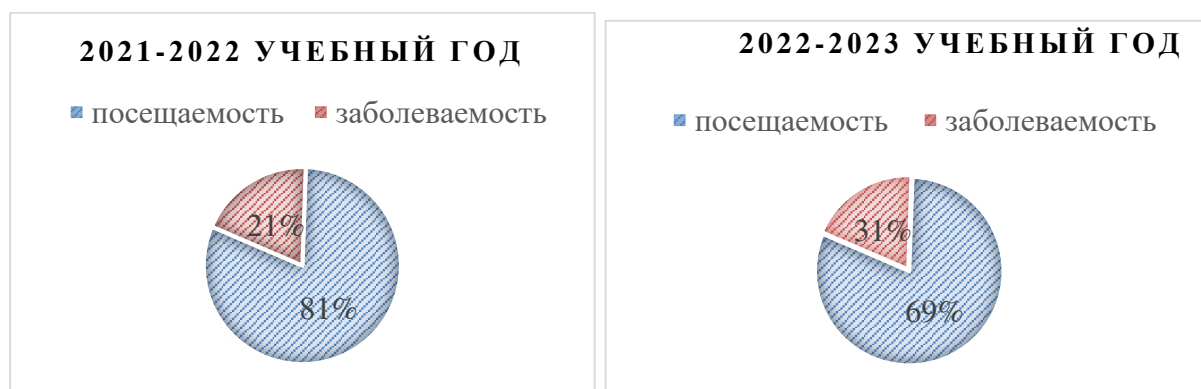 2021-2022 УЧЕБНЫЙ ГОД
посещаемость заболеваемость
21%
81%
2022-2023 УЧЕБНЫЙ ГОД
посещаемость заболеваемость
31%
69%